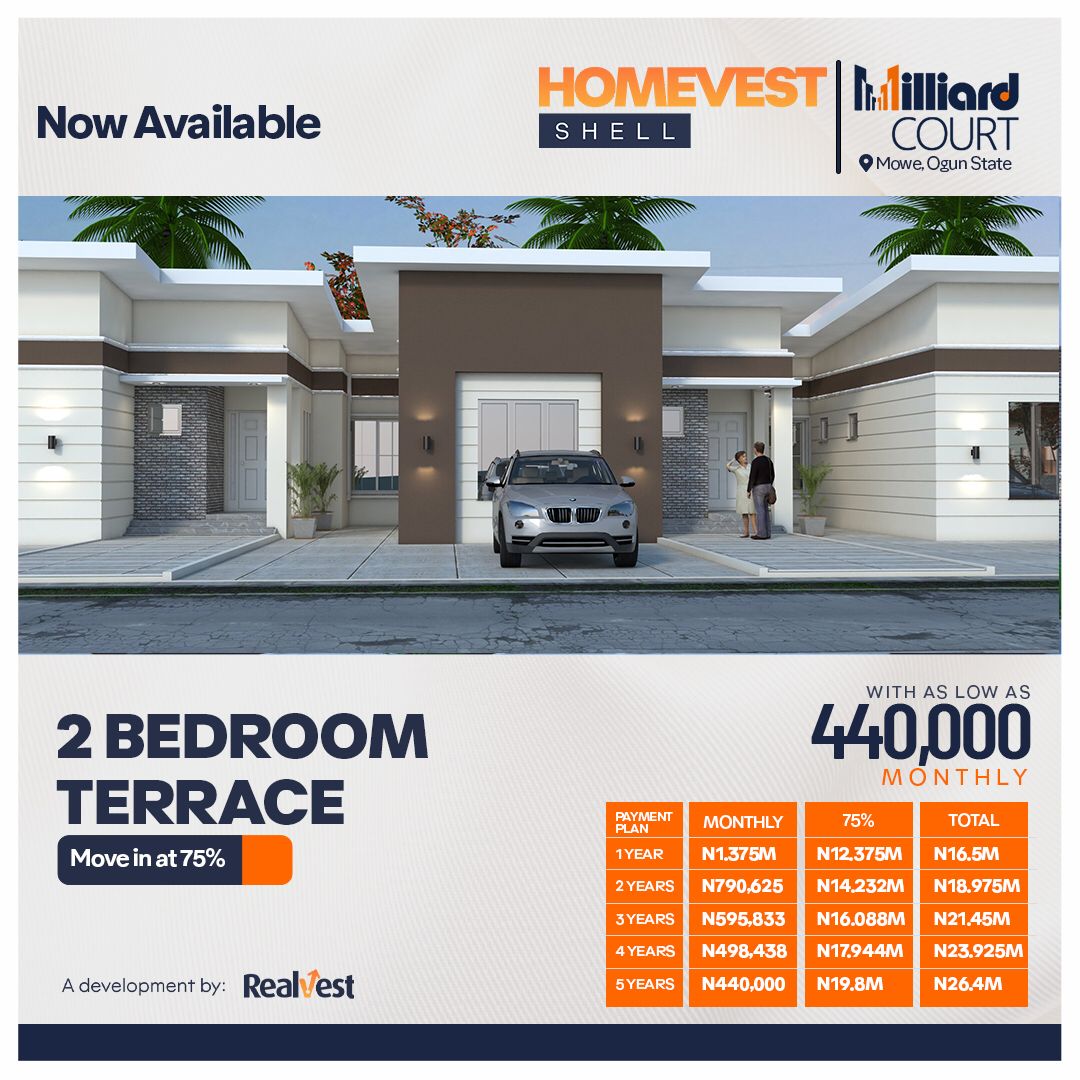 Now Available
HOMEVEST
SHELL
Milliard
COURT
Mowe, Ogun State
2 BEDROOM
TERRACE
Move in at 75%
WITH AS LOW AS
440,000
MONTHLY
PAYMENT PLAN MONTHLY 75% TOTAL
1 YEAR N1.375M N12.375M N16.5M
2 YEARS N790,625 N14.232M N18.975M
3 YEARS N595,833 N16.088M N21.45M
4 YEARS N498,438 N17.944M N23.925M
5 YEARS N440,000 N19.8M N26.4M
A development by: RealVest